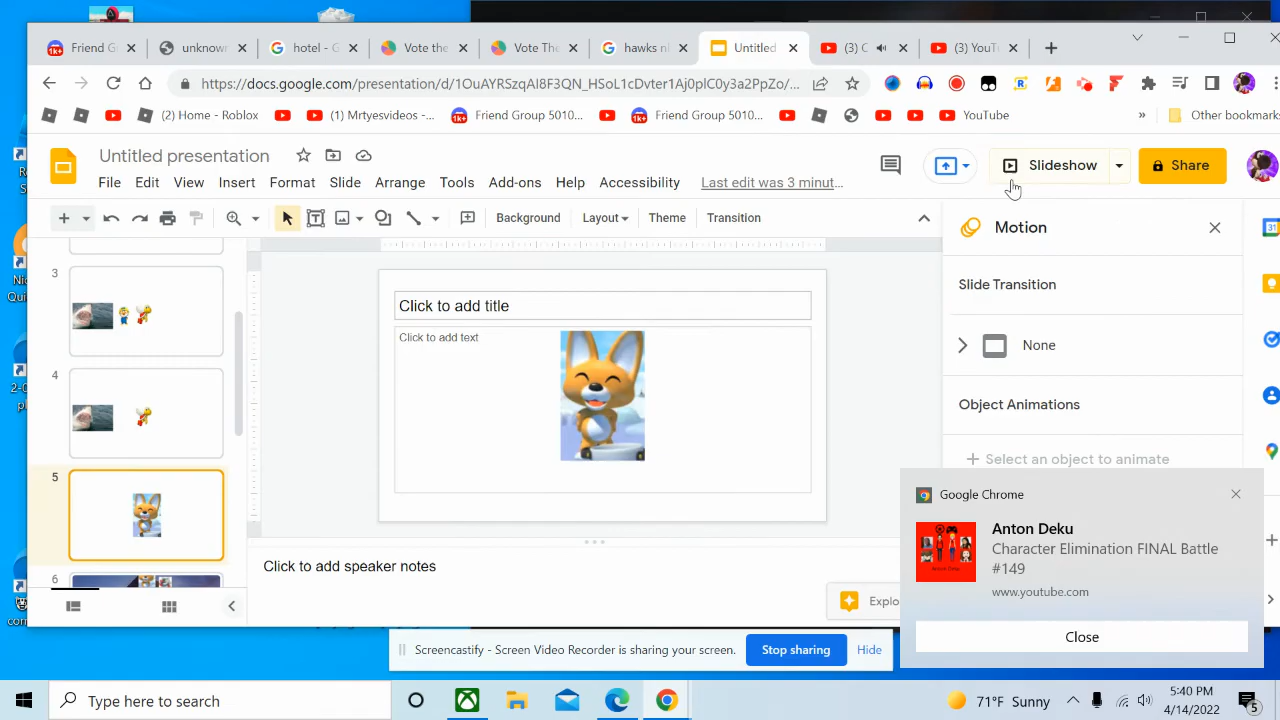 Friend Gr
unknown
hotel - G
Vote the
Vote The
hawks nl
Untitled
(3) C
(3) YouT
https://docs.google.com/presentation/d/1OuAYRSzqAl8F3QN_HSoL1cDvter1Aj0plC0y3a2PpZo/...
(2) Home - Roblox
(1) Mrtyesvideos - ...
Friend Group 5010...
Friend Group 5010...
YouTube
»
Other bookmarks
Untitled presentation
Slideshow
Share
File Edit View Insert Format Slide Arrange Tools Add-ons Help Accessibility
Last edit was 3 minut...
Background
Layout
Theme
Transition
Motion
Slide Transition
None
Object Animations
+ Select an object to animate
3
4
5
6
Click to add title
Click to add text
Click to add speaker notes
Explo
Google Chrome
Anton Deku
Character Elimination FINAL Battle
#149
www.youtube.com
Close
Screencastify - Screen Video Recorder is sharing your screen.
Stop sharing
Hide
Type here to search
71°F Sunny
5:40 PM
4/14/2022
5